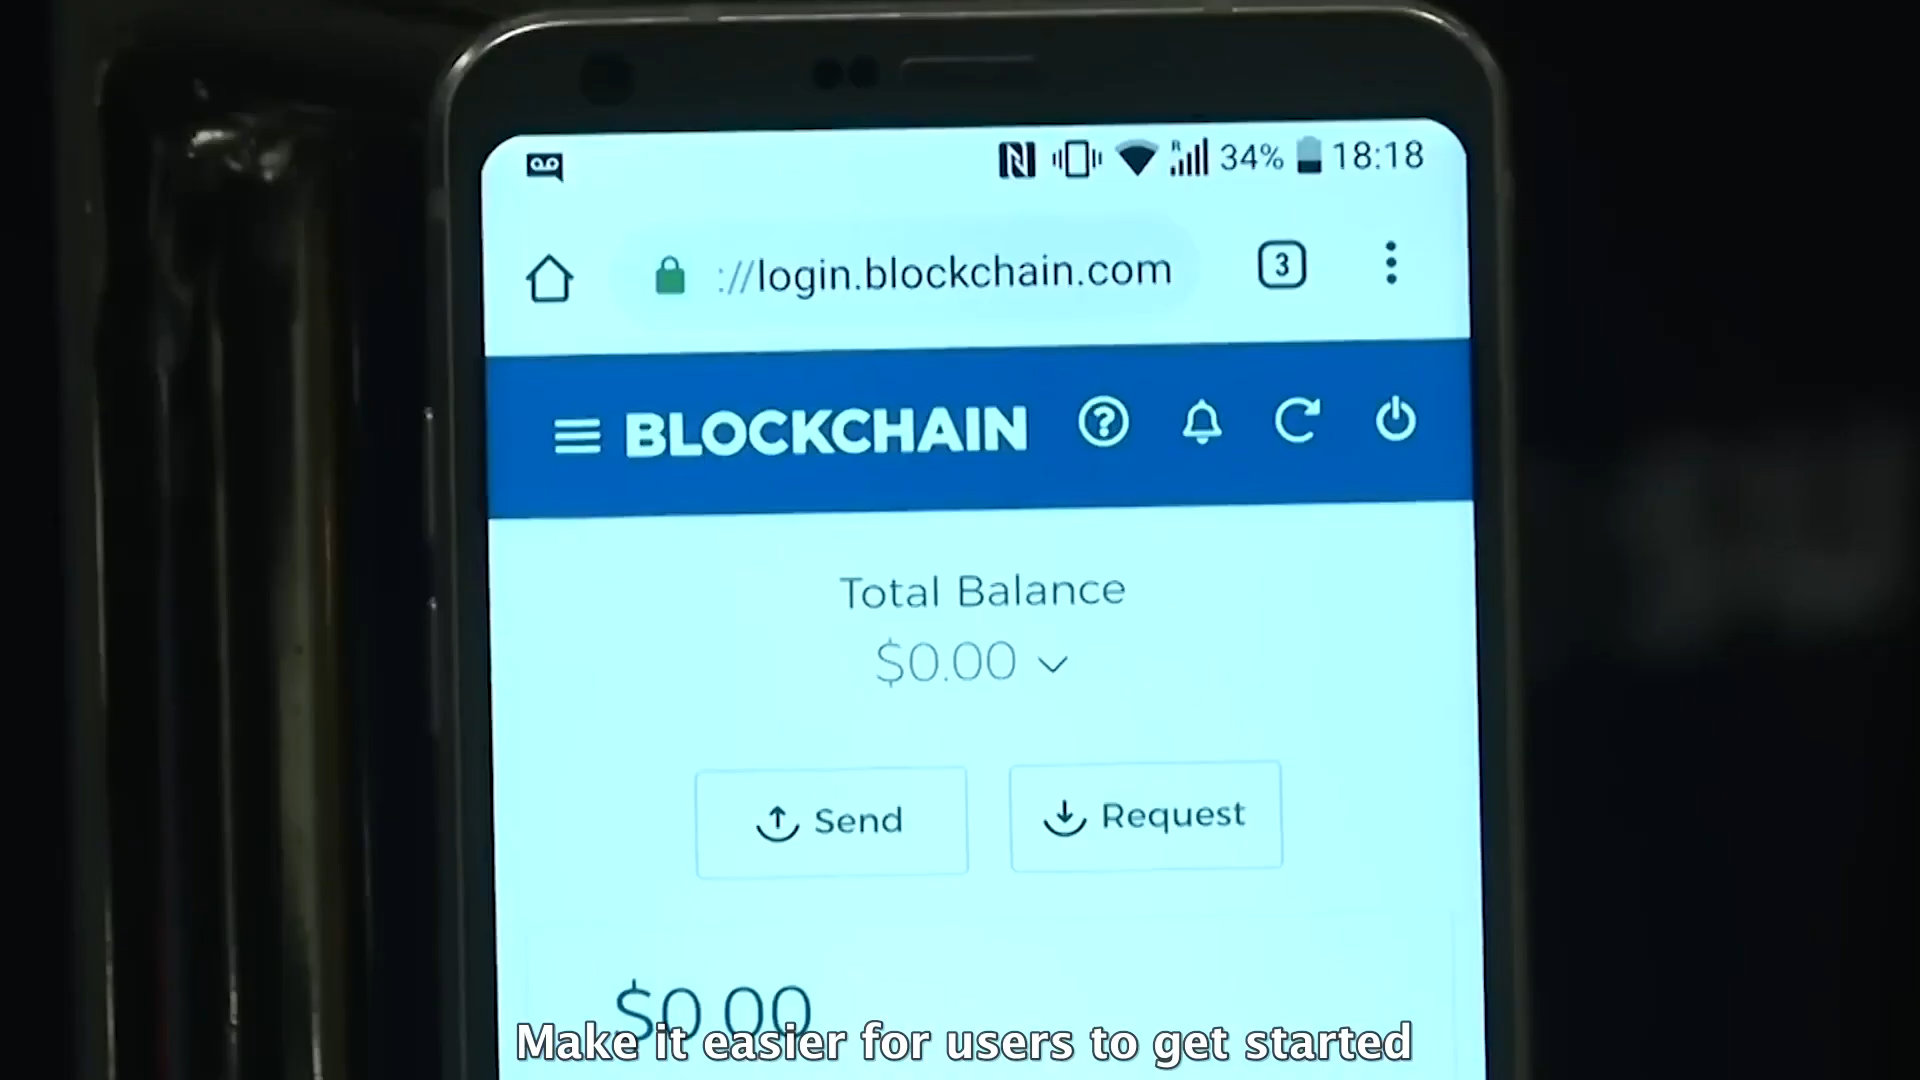 R 34% 18:18
://login.blockchain.com 3
BLOCKCHAIN
Total Balance
$0.00
Send Request
$0.00
Make it easier for users to get started